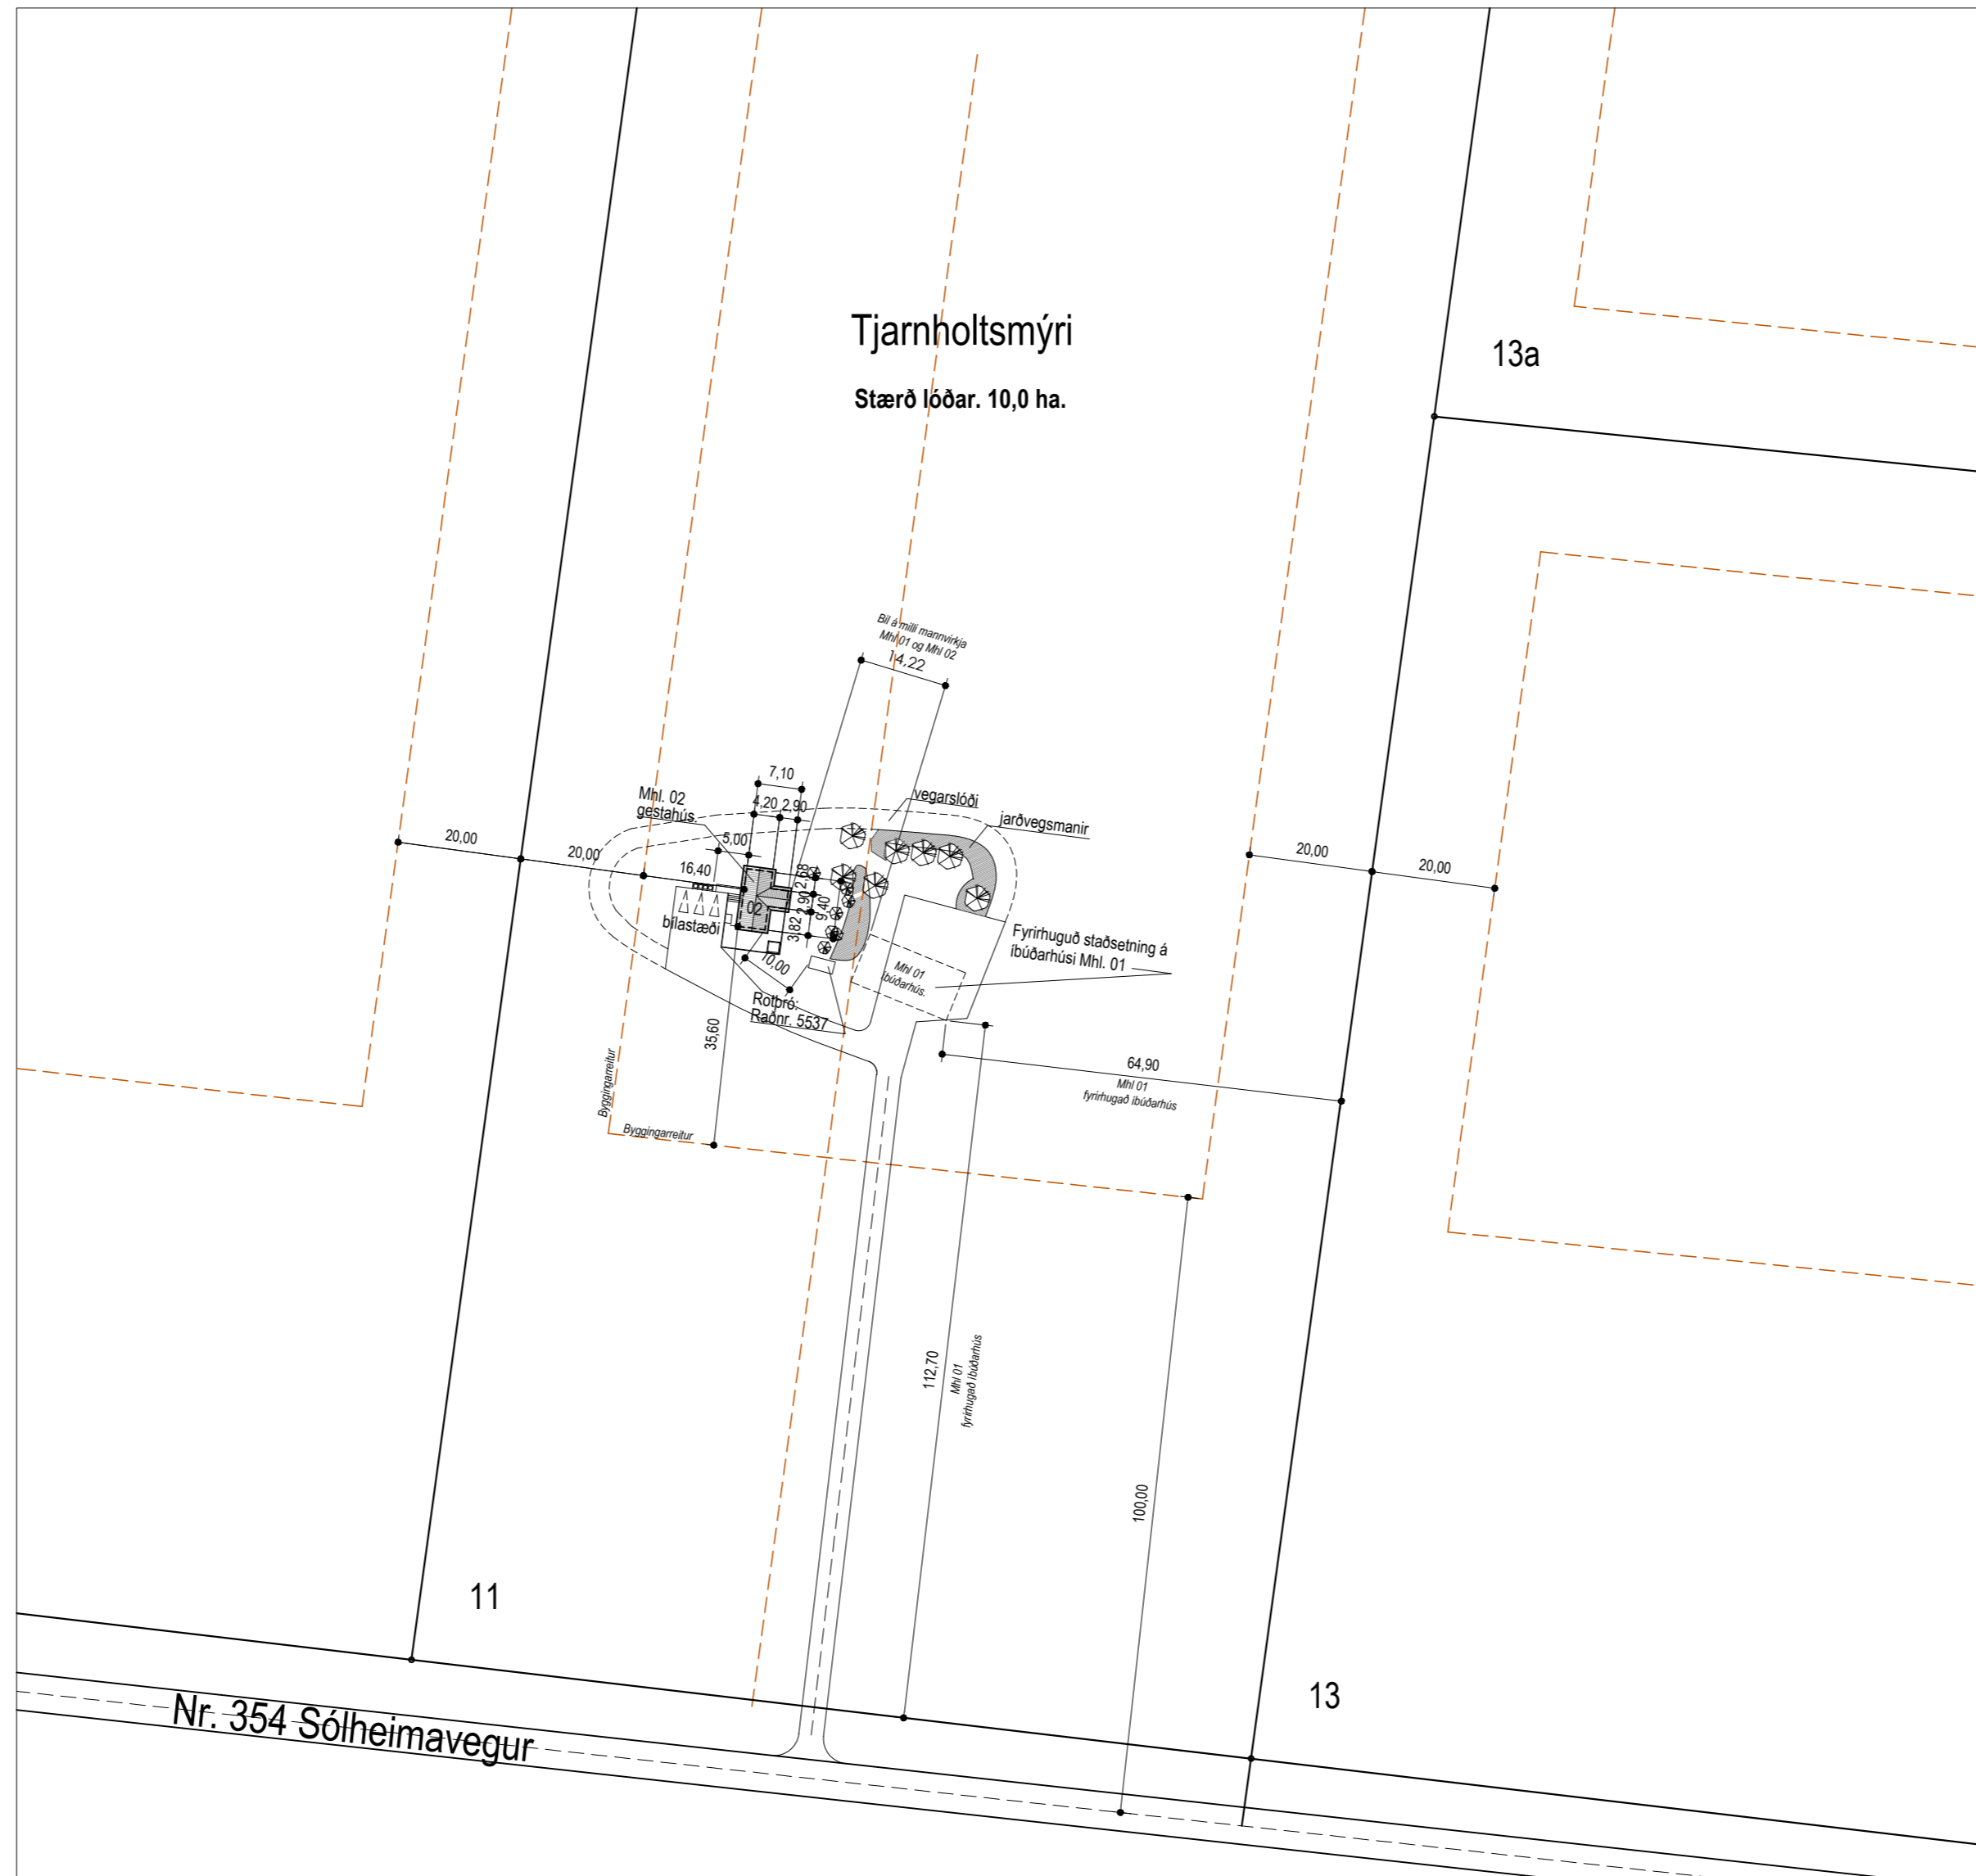 Tjarnholtsmýri
Stærð lóðar. 10,0 ha.
13a
Bil á milli mannvirkja
Mhl 01 og Mhl 02
14,22
7,10
4,20
2,90
Mhl. 02
gestahús.
vegarslóði
jarðvegsmanir
5,00
20,00
20,00
16,40
20,00
20,00
2,68
2,90
9,40
3,82
02
bílastæði
10,00
Fyrirhuguð staðsetning á
íbúðarhúsi Mhl. 01
Mhl 01
íbúðarhús.
Rotþró:
Raðnr. 5537
35,60
64,90
Mhl 01
fyrirhugað íbúðarhús
Byggingarreitur
Byggingarreitur
112,70
Mhl 01
fyrirhugað íbúðarhús
100,00
11
13
Nr. 354 Sólheimavegur